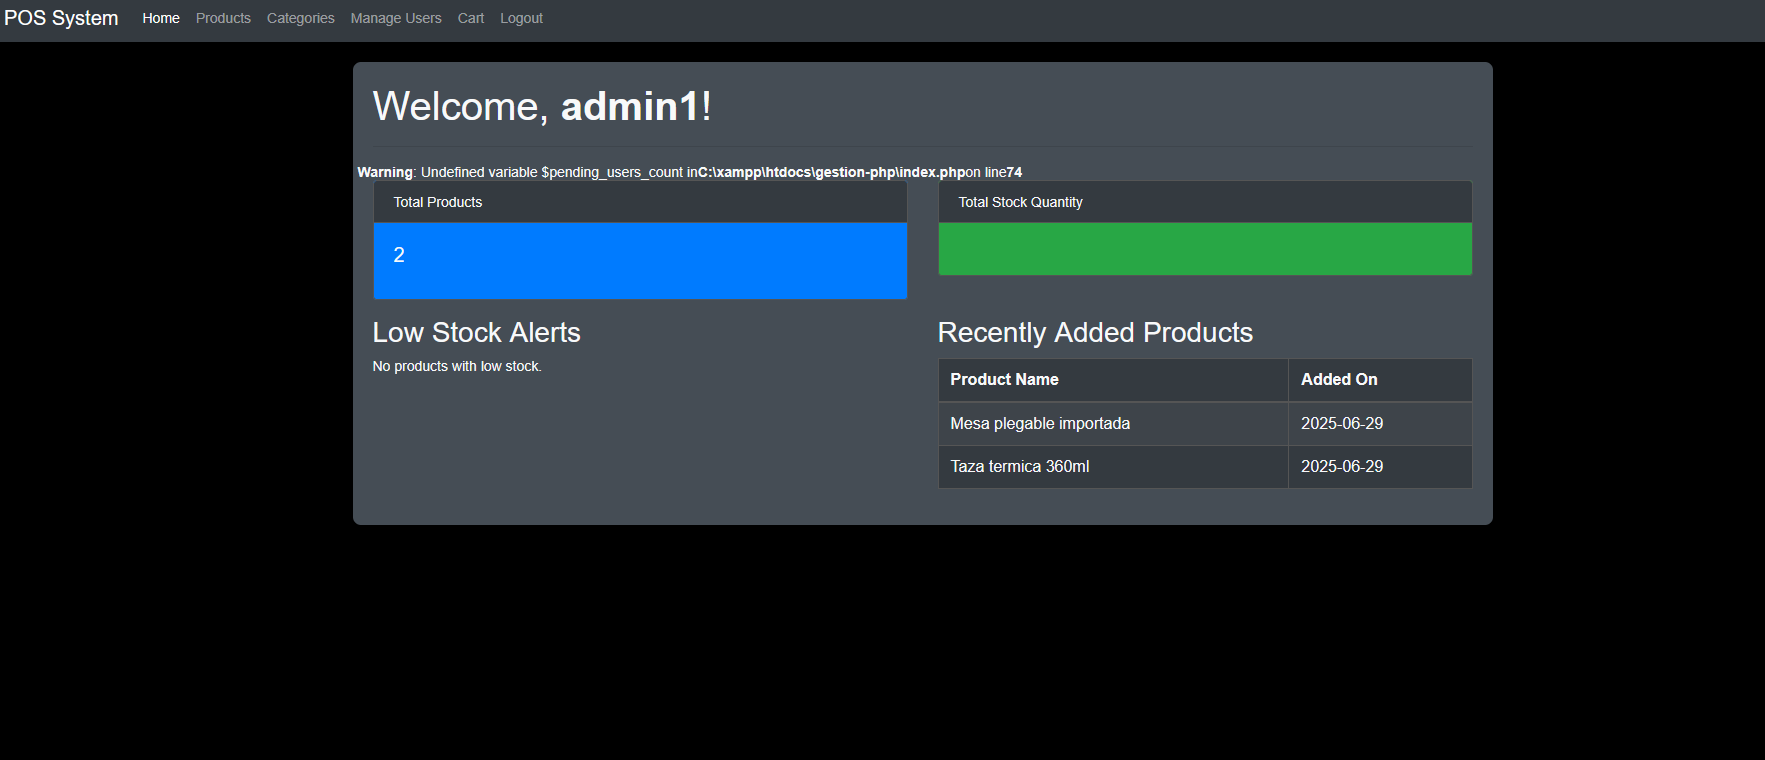 POS System Home Products Categories Manage Users Cart Logout
Welcome, admin1!
Warning: Undefined variable $pending_users_count inC:\xampp\htdocs\gestion-php\index.phpon line74
Total Products
2
Total Stock Quantity
Low Stock Alerts
No products with low stock.
Recently Added Products
Product Name Added On
Mesa plegable importada 2025-06-29
Taza termica 360ml 2025-06-29